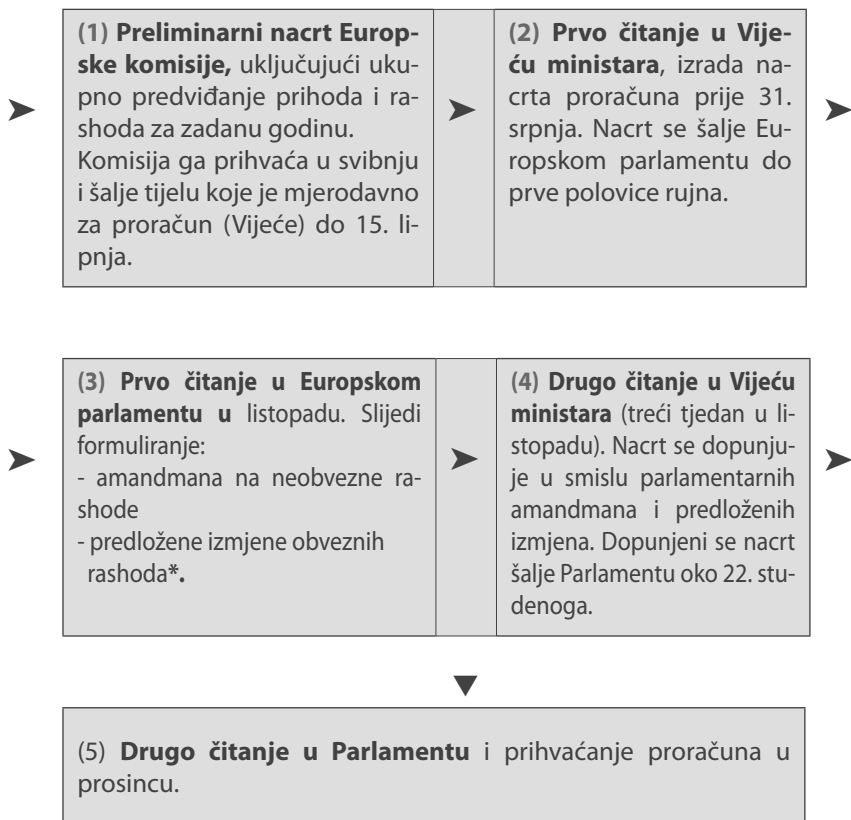 (1) Preliminarni nacrt Europ-
ske komisije, uključujući uku-
pno predviđanje prihoda i ra-
shoda za zadanu godinu.
Komisija ga prihvaća u svibnju
i šalje tijelu koje je mjerodavno
za proračun (Vijeće) do 15. li-
pnja.
(2) Prvo čitanje u Vije-
ću ministara, izrada na-
crta proračuna prije 31.
srpnja. Nacrt se šalje Eu-
ropskom parlamentu do
prve polovice rujna.
(3) Prvo čitanje u Europskom
parlamentu u listopadu. Slijedi
formuliranje:
- amandmana na neobvezne ra-
shode
- predložene izmjene obveznih
rashoda*.
(4) Drugo čitanje u Vijeću
ministara (treći tjedan u li-
stopadu). Nacrt se dopunju-
je u smislu parlamentarnih
amandmana i predloženih
izmjena. Dopunjeni se nacrt
šalje Parlamentu oko 22. stu-
denoga.
(5) Drugo čitanje u Parlamentu i prihvaćanje proračuna u
prosincu.